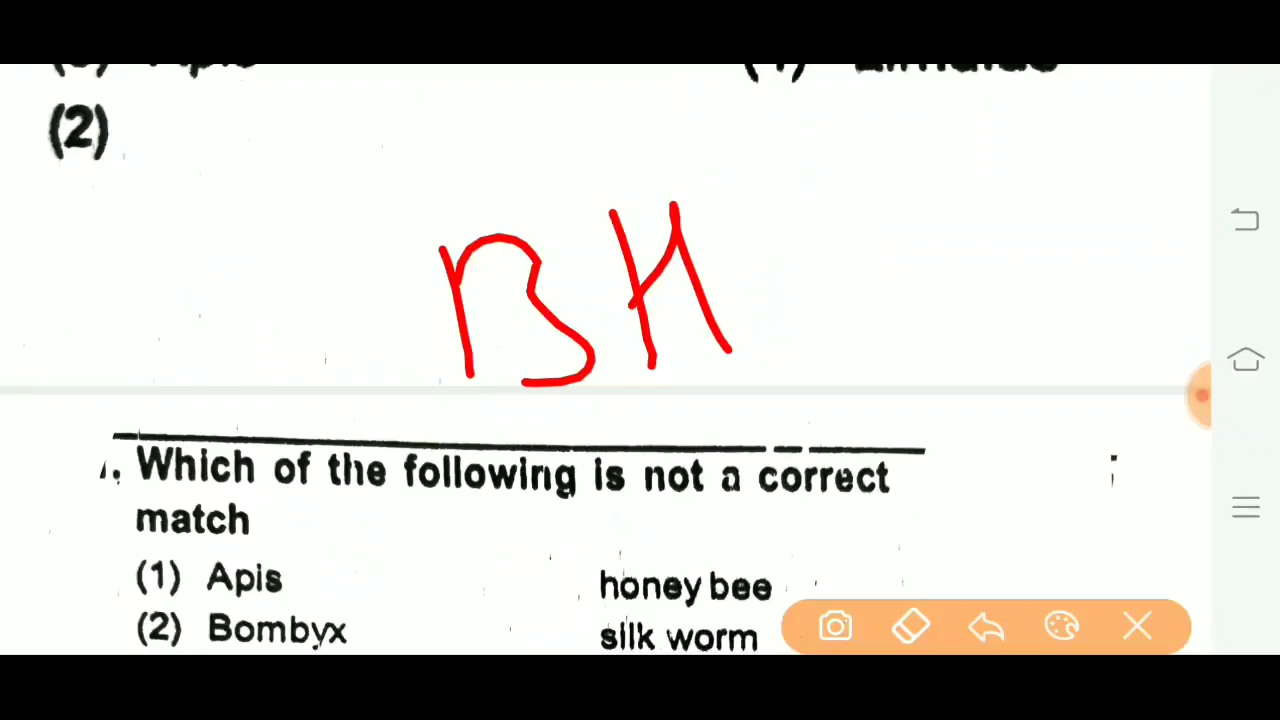 (2)
BH
. Which of the following is not a correct
match
(1) Apis honey bee
(2) Bombyx silk worm